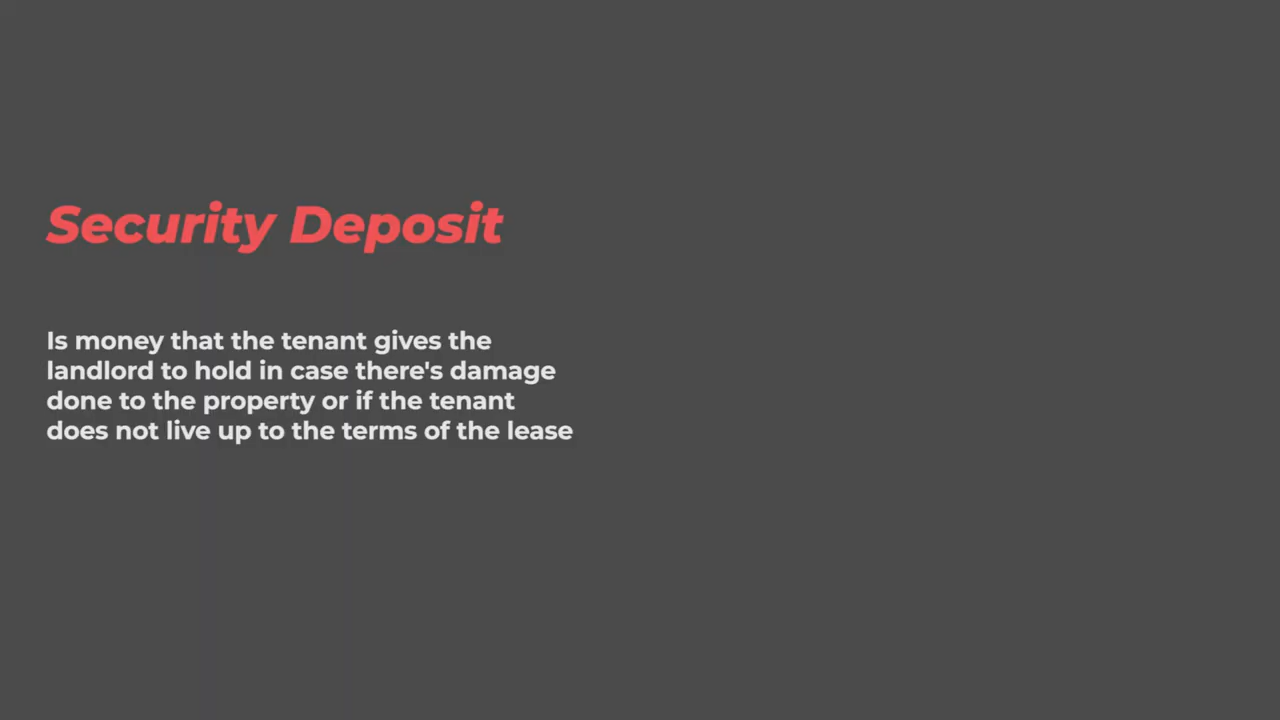 Security Deposit
Is money that the tenant gives the
landlord to hold in case there's damage
done to the property or if the tenant
does not live up to the terms of the lease